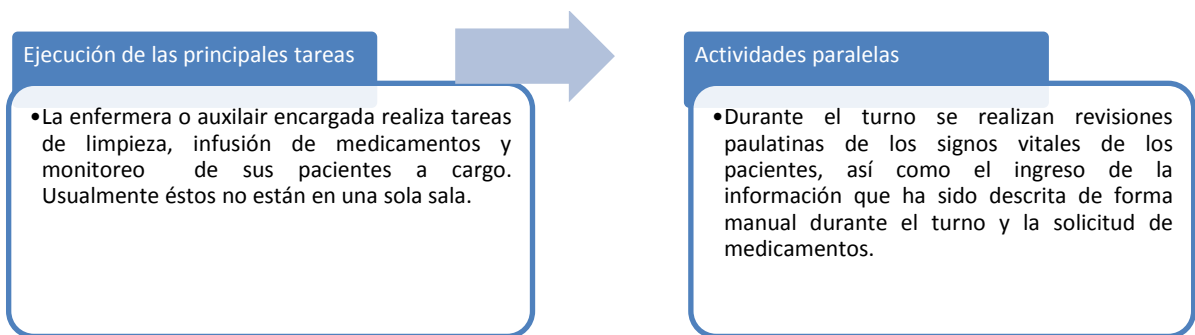 Ejecución de las principales tareas
•La enfermera o auxilair encargada realiza tareas
de limpieza, infusión de medicamentos y
monitoreo de sus pacientes a cargo.
Usualmente éstos no están en una sola sala.
Actividades paralelas
•Durante el turno se realizan revisiones
paulatinas de los signos vitales de los
pacientes, así como el ingreso de la
información que ha sido descrita de forma
manual durante el turno y la solicitud de
medicamentos.